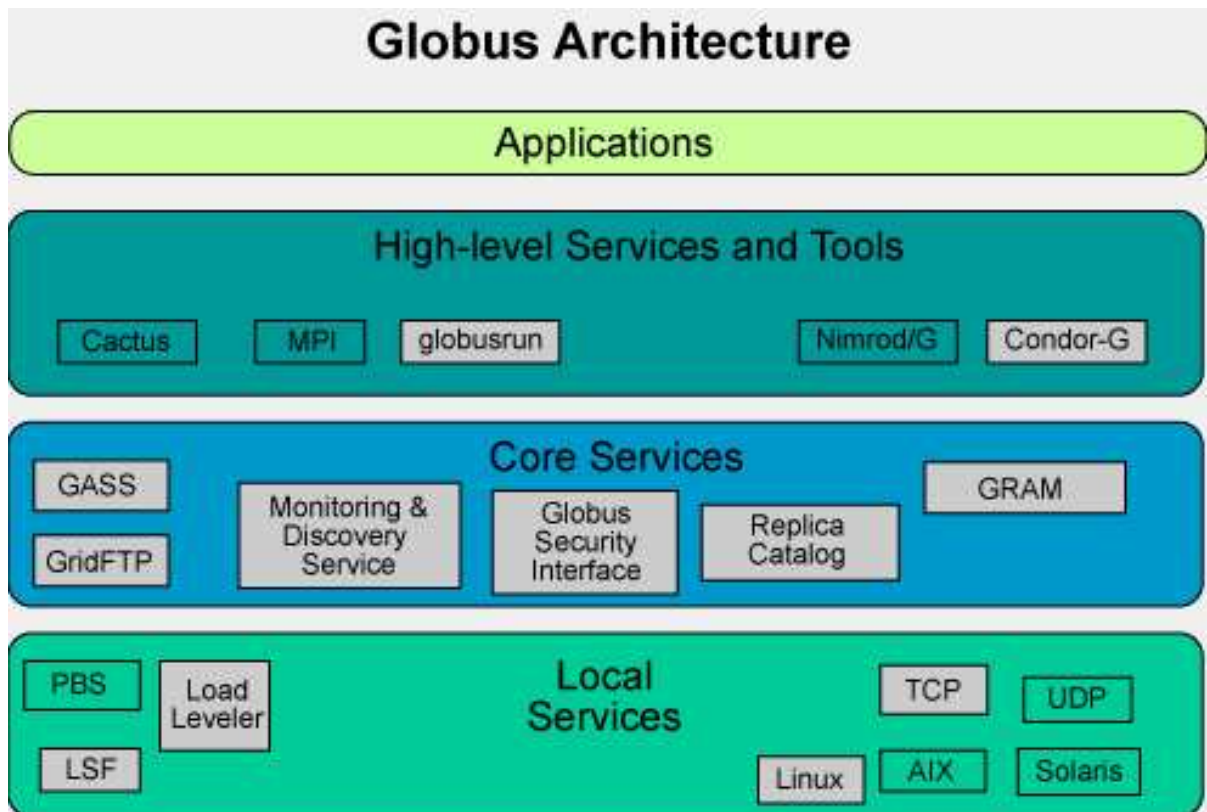 Globus Architecture
Applications
High-level Services and Tools
Cactus
MPI
globusrun
Nimrod/G
Condor-G
Core Services
GASS
GridFTP
Monitoring &
Discovery
Service
Globus
Security
Interface
Replica
Catalog
GRAM
Local
Services
PBS
Load
Leveler
LSF
TCP
UDP
Linux
AIX
Solaris